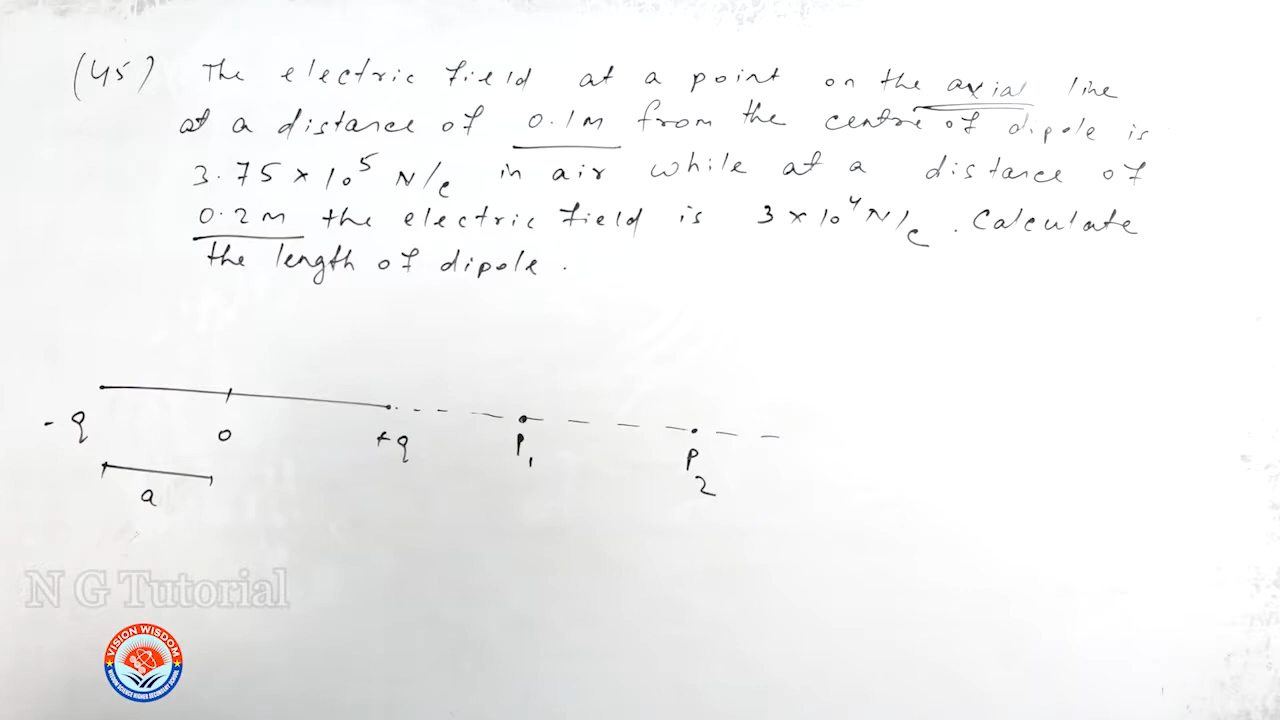 (45) The electric field at a point on the axial line
at a distance of 0.1M from the centre of dipole is
3.75 × 10⁵ N/c in air while at a distance of
0.2M the electric field is 3 × 10⁴ N/c. Calculate
the length of dipole.
-q o +q P₁ P₂
a
N G Tutorial
VISION WISDOM